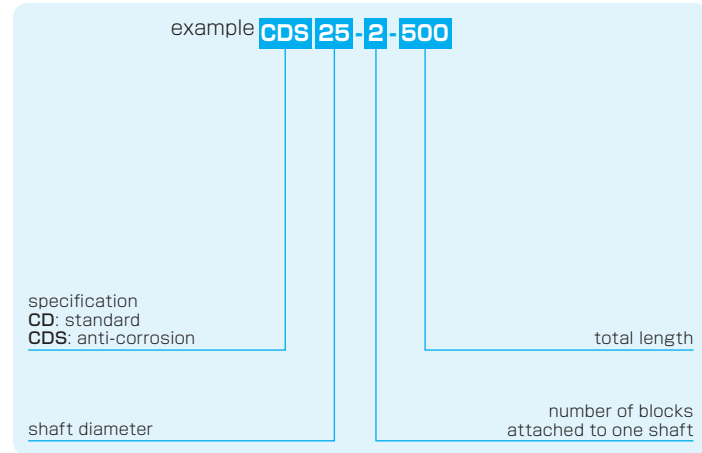 example CDS 25 - 2 - 500
specification
CD: standard
CDS: anti-corrosion
total length
shaft diameter
number of blocks
attached to one shaft